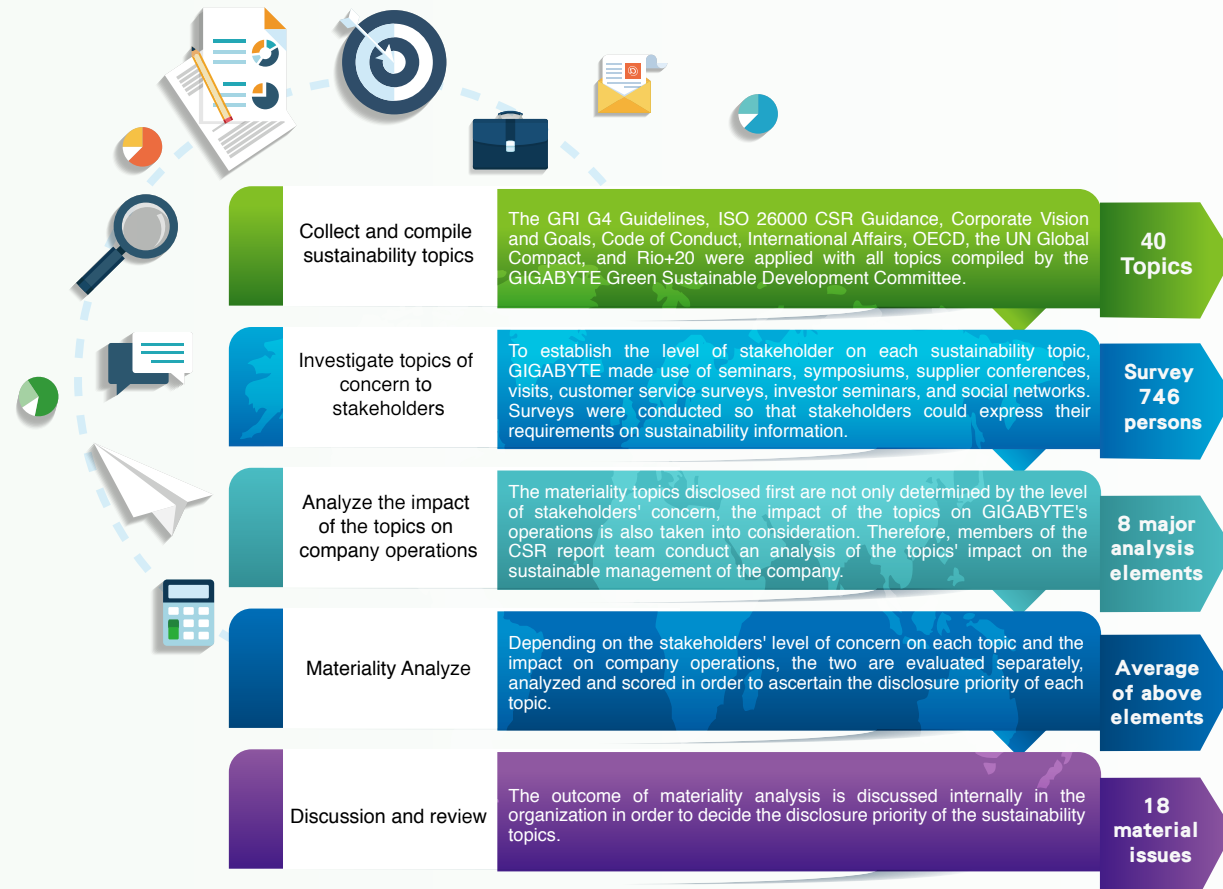 Collect and compile
sustainability topics
The GRI G4 Guidelines, ISO 26000 CSR Guidance, Corporate Vision
and Goals, Code of Conduct, International Affairs, OECD, the UN Global
Compact, and Rio+20 were applied with all topics compiled by the
GIGABYTE Green Sustainable Development Committee.
40
Topics
Investigate topics of
concern to
stakeholders
To establish the level of stakeholder on each sustainability topic,
GIGABYTE made use of seminars, symposiums, supplier conferences,
visits, customer service surveys, investor seminars, and social networks.
Surveys were conducted so that stakeholders could express their
requirements on sustainability information.
Survey
746
persons
Analyze the impact
of the topics on
company operations
The materiality topics disclosed first are not only determined by the level
of stakeholders' concern, the impact of the topics on GIGABYTE's
operations is also taken into consideration. Therefore, members of the
CSR report team conduct an analysis of the topics' impact on the
sustainable management of the company.
8 major
analysis
elements
Materiality Analyze
Depending on the stakeholders' level of concern on each topic and the
impact on company operations, the two are evaluated separately,
analyzed and scored in order to ascertain the disclosure priority of each
topic.
Average
of above
elements
Discussion and review
The outcome of materiality analysis is discussed internally in the
organization in order to decide the disclosure priority of the sustainability
topics.
18
material
issues